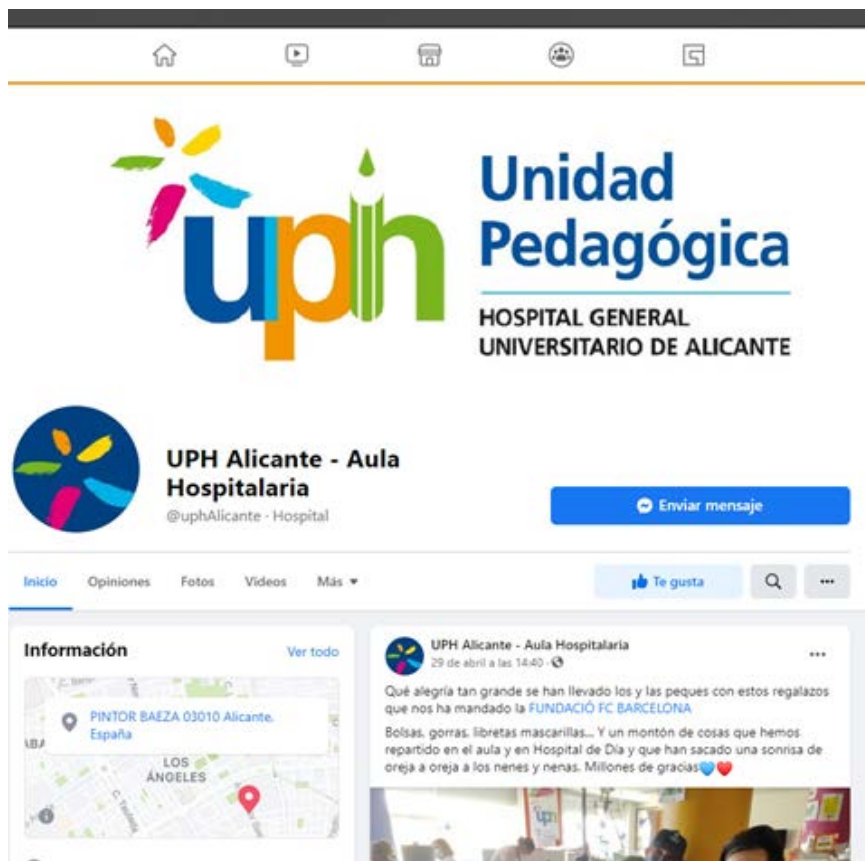 uph
Unidad
Pedagógica
HOSPITAL GENERAL
UNIVERSITARIO DE ALICANTE
UPH Alicante - Aula
Hospitalaria
@uphAlicante · Hospital
Enviar mensaje
Inicio Opiniones Fotos Videos Más
Te gusta
Información Ver todo
PINTOR BAEZA 03010 Alicante,
España
LOS
ÁNGELES
UPH Alicante - Aula Hospitalaria
29 de abril a las 14:40 ·
Qué alegría tan grande se han llevado los y las peques con estos regalazos
que nos ha mandado la FUNDACIÓ FC BARCELONA
Bolsas, gorras, libretas mascarillas... Y un montón de cosas que hemos
repartido en el aula y en Hospital de Día y que han sacado una sonrisa de
oreja a oreja a los nenes y nenas. Millones de gracias💙❤️
uph